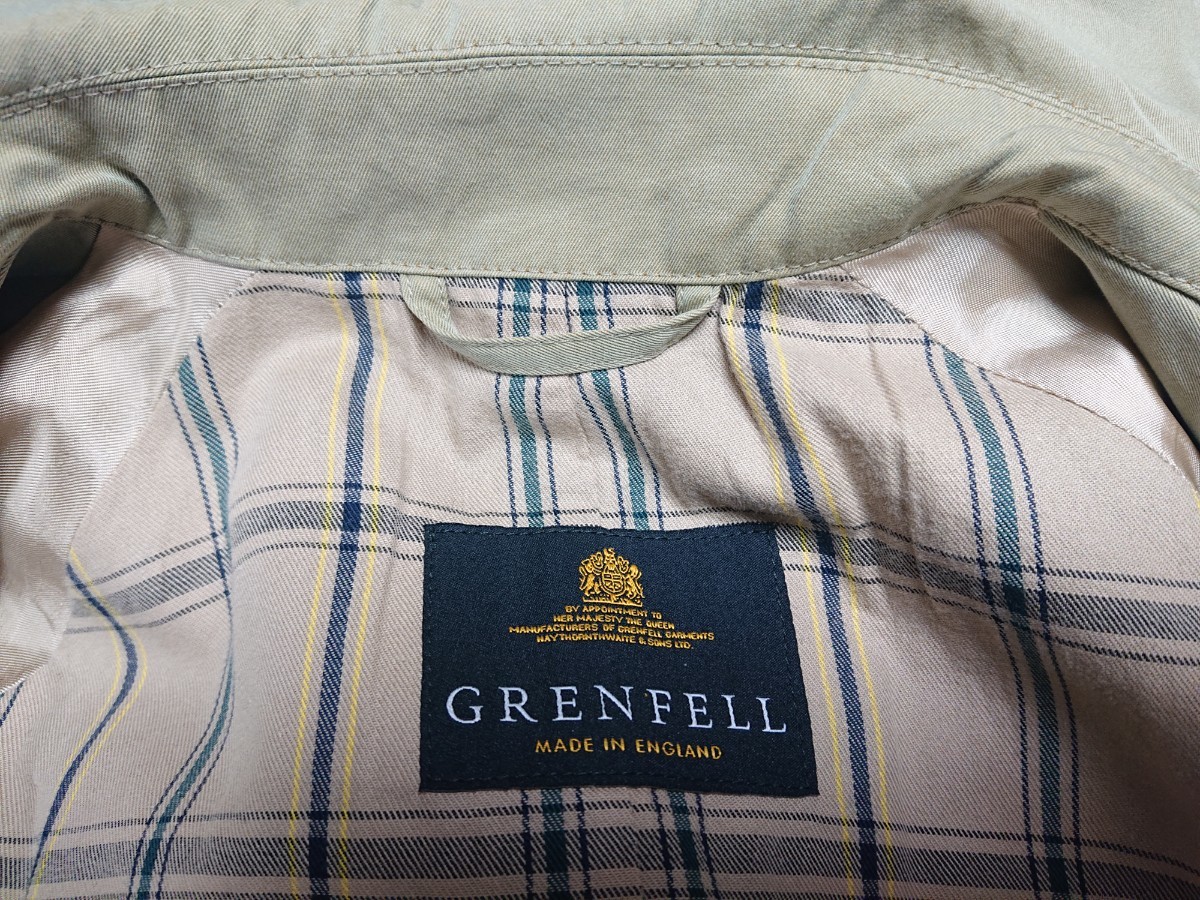 BY APPOINTMENT TO
HER MAJESTY THE QUEEN
MANUFACTURERS OF GRENFELL GARMENTS
HAYTHORNTHWAITE & SONS LTD.
GRENFELL
MADE IN ENGLAND